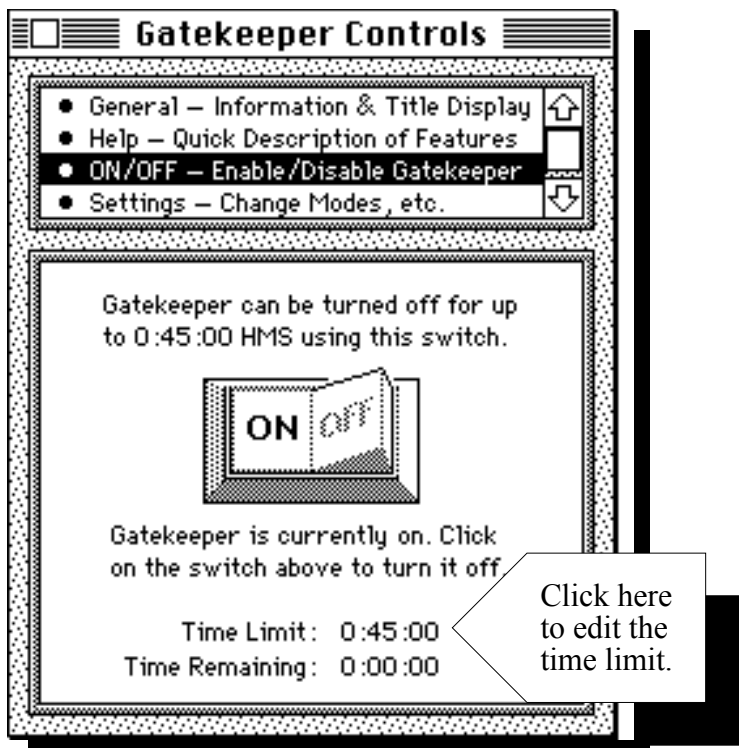 Gatekeeper Controls
• General – Information & Title Display
• Help – Quick Description of Features
• ON/OFF – Enable/Disable Gatekeeper
• Settings – Change Modes, etc.
Gatekeeper can be turned off for up
to 0:45:00 HMS using this switch.
ON OFF
Gatekeeper is currently on. Click
on the switch above to turn it off.
Time Limit: 0:45:00
Time Remaining: 0:00:00
Click here
to edit the
time limit.